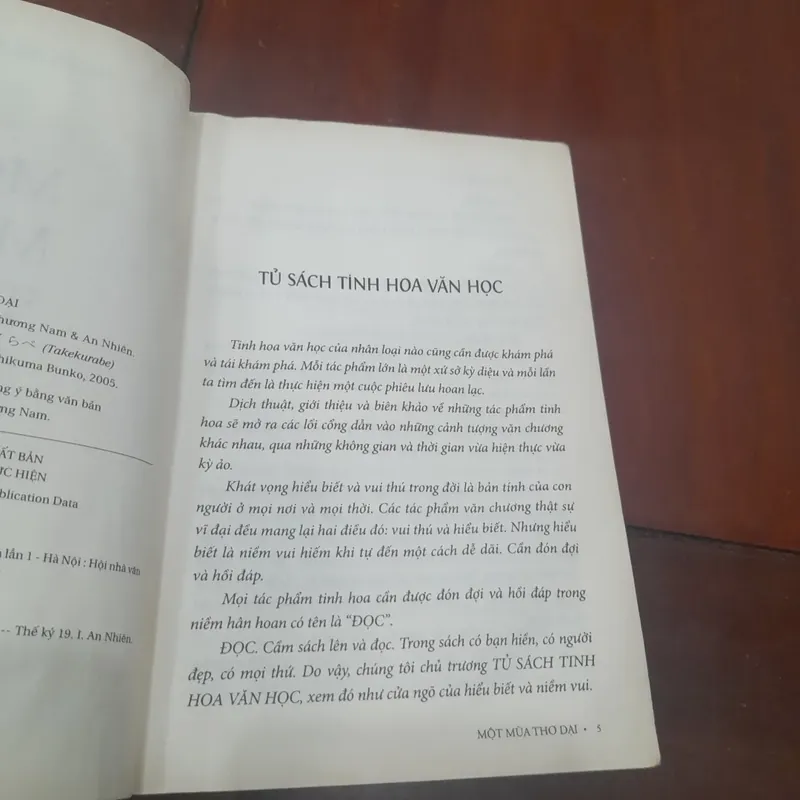 ĐẠI
hương Nam & An Nhiên.
らべ (Takekurabe)
hikuma Bunko, 2005.
ng ý bằng văn bản
ng Nam.
ẤT BẢN
ỰC HIỆN
blication Data
lần 1 - Hà Nội : Hội nhà văn
-- Thế kỷ 19, I. An Nhiên.
TỦ SÁCH TINH HOA VĂN HỌC
Tinh hoa văn học của nhân loại nào cũng cần được khám phá
và tái khám phá. Mỗi tác phẩm lớn là một xứ sở kỳ diệu và mỗi lần
ta tìm đến là thực hiện một cuộc phiêu lưu hoan lạc.
Dịch thuật, giới thiệu và biên khảo về những tác phẩm tinh
hoa sẽ mở ra các lối cổng dẫn vào những cảnh tượng văn chương
khác nhau, qua những không gian và thời gian vừa hiện thực vừa
kỳ ảo.
Khát vọng hiểu biết và vui thú trong đời là bản tính của con
người ở mọi nơi và mọi thời. Các tác phẩm văn chương thật sự
vĩ đại đều mang lại hai điều đó: vui thú và hiểu biết. Nhưng hiểu
biết là niềm vui hiếm khi tự đến một cách dễ dãi. Cần đón đợi
và hồi đáp.
Mọi tác phẩm tinh hoa cần được đón đợi và hồi đáp trong
niềm hân hoan có tên là “ĐỌC”.
ĐỌC. Cầm sách lên và đọc. Trong sách có bạn hiền, có người
đẹp, có mọi thứ. Do vậy, chúng tôi chủ trương TỦ SÁCH TINH
HOA VĂN HỌC, xem đó như cửa ngõ của hiểu biết và niềm vui.
MỘT MÙA THƠ DẠI • 5